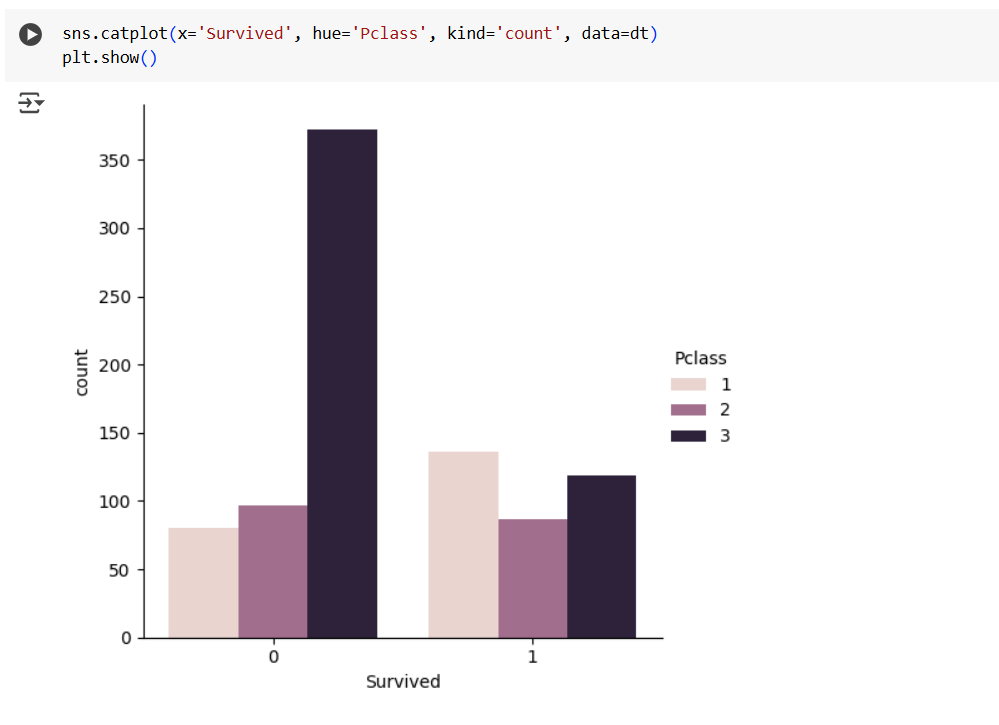 sns.catplot(x='Survived', hue='Pclass', kind='count', data=dt)
plt.show()
350
300
250
200
150
100
50
0
count
0
1
Survived
Pclass
1
2
3